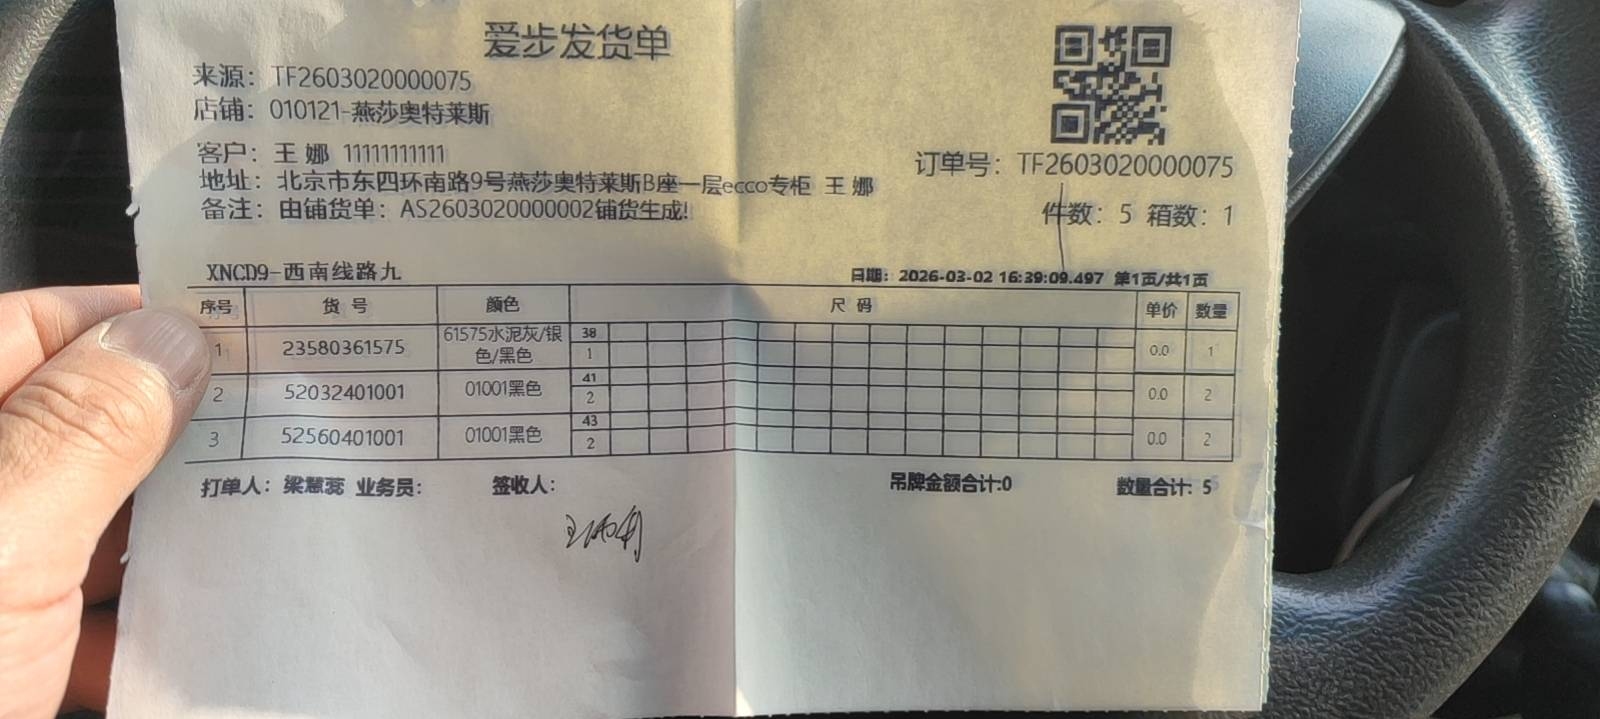 爱步发货单
来源：TF2603020000075
店铺：010121-燕莎奥特莱斯
客户：王 娜 11111111111
订单号：TF2603020000075
地址：北京市东四环南路9号燕莎奥特莱斯B座一层ecco专柜 王 娜
备注：由铺货单：AS2603020000002铺货生成!
件数：5 箱数：1
XNCD9-西南线路九
日期：2026-03-02 16:39:09.497 第1页/共1页
序号 货 号 颜色 尺 码 单价 数量
1 23580361575 61575水泥灰/银色/黑色 38 1 0.0 1
2 52032401001 01001黑色 41 2 0.0 2
3 52560401001 01001黑色 43 2 0.0 2
打单人：梁慧蕊 业务员： 签收人： 吊牌金额合计:0 数量合计：5